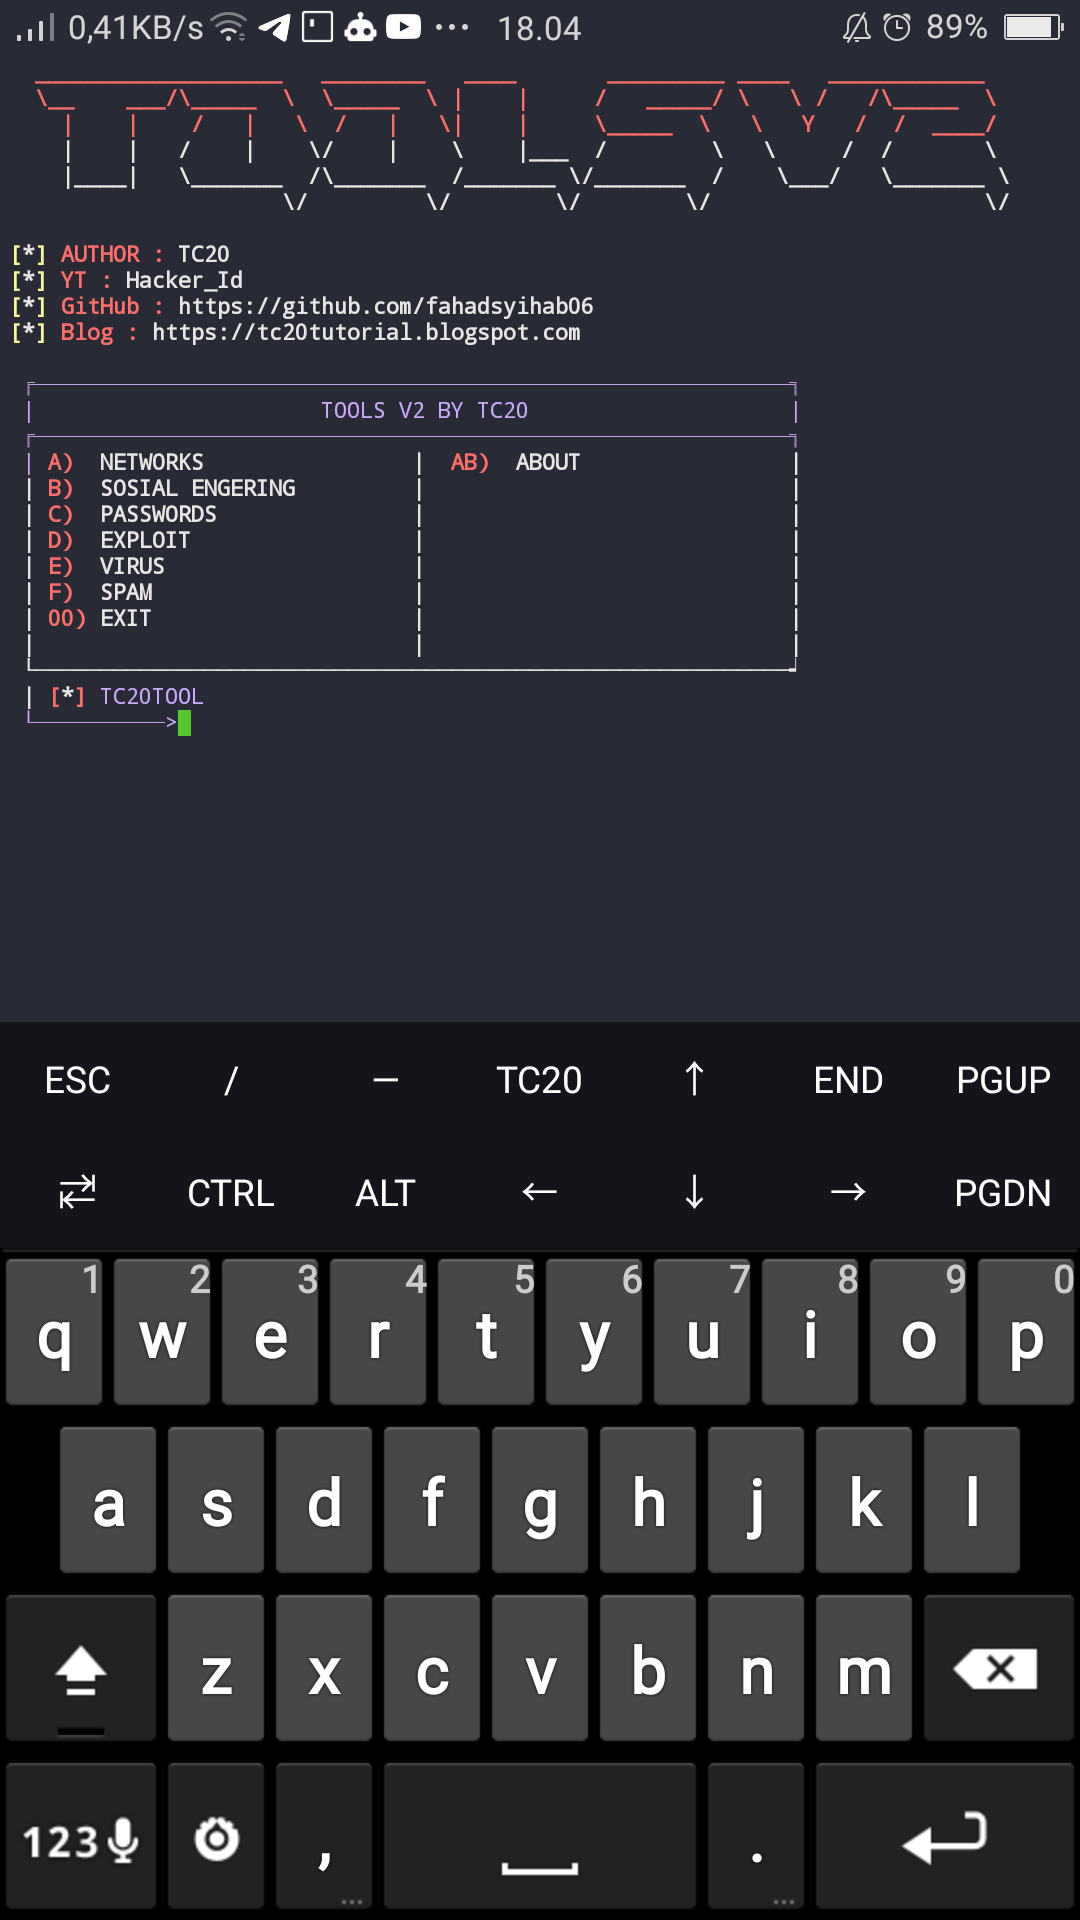 0,41KB/s 18.04 89%
TOOLSV2
[*] AUTHOR : TC20
[*] YT : Hacker_Id
[*] GitHub : https://github.com/fahadsyihab06
[*] Blog : https://tc20tutorial.blogspot.com
TOOLS V2 BY TC20
A) NETWORKS | AB) ABOUT
B) SOSIAL ENGERING
C) PASSWORDS
D) EXPLOIT
E) VIRUS
F) SPAM
00) EXIT
[*] TC20TOOL
>
ESC / — TC20 ↑ END PGUP
⇄ CTRL ALT ← ↓ → PGDN
1 2 3 4 5 6 7 8 9 0
q w e r t y u i o p
a s d f g h j k l
z x c v b n m
123 , .